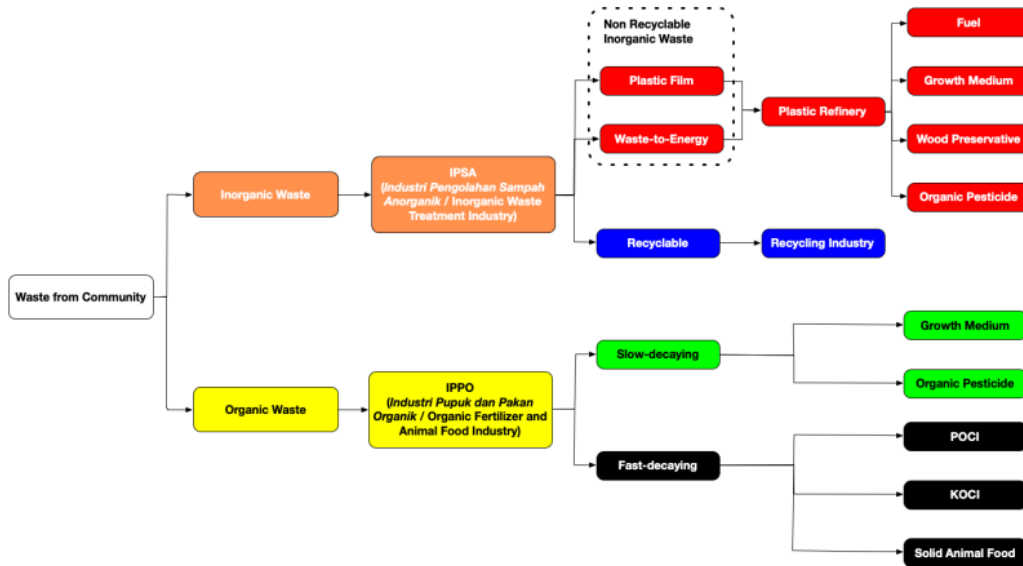 Non Recyclable
Inorganic Waste
Fuel
Plastic Film
Growth Medium
Plastic Refinery
Waste-to-Energy
Wood Preservative
IPSA
(Industri Pengolahan Sampah
Anorganik / Inorganic Waste
Treatment Industry)
Inorganic Waste
Organic Pesticide
Recyclable
Recycling Industry
Waste from Community
Growth Medium
Slow-decaying
Organic Pesticide
IPPO
(Industri Pupuk dan Pakan
Organik / Organic Fertilizer and
Animal Food Industry)
Organic Waste
POCI
Fast-decaying
KOCI
Solid Animal Food